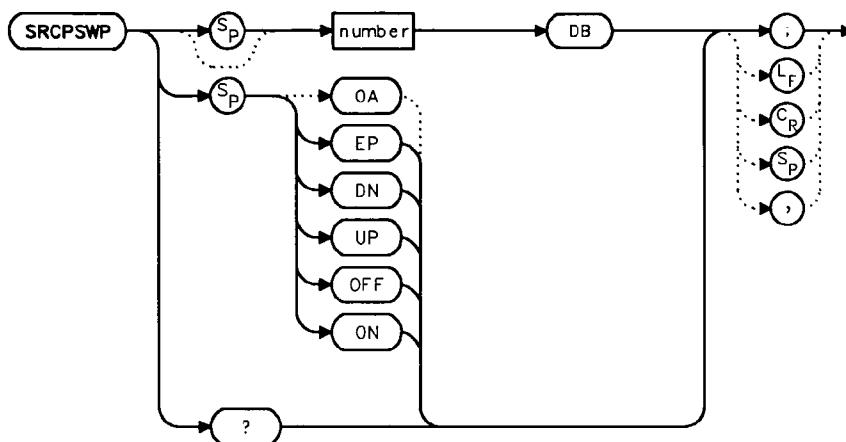 SRCPSWP SP number DB ;
LF
SP OA
EP
CR
DN
SP
UP
,
OFF
ON
?